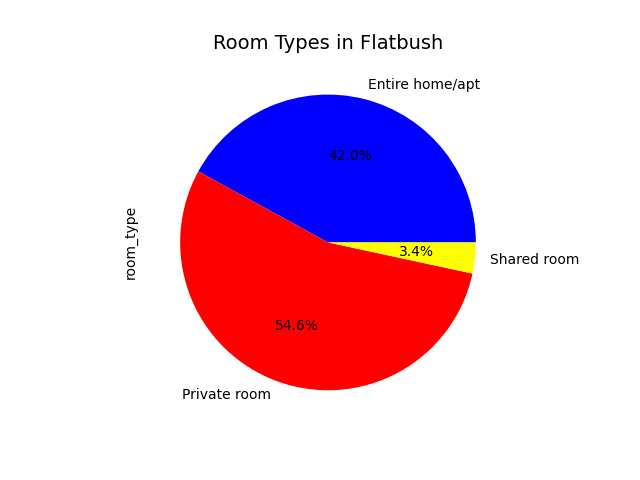 Room Types in Flatbush
Entire home/apt
42.0%
room_type
3.4%
Shared room
54.6%
Private room